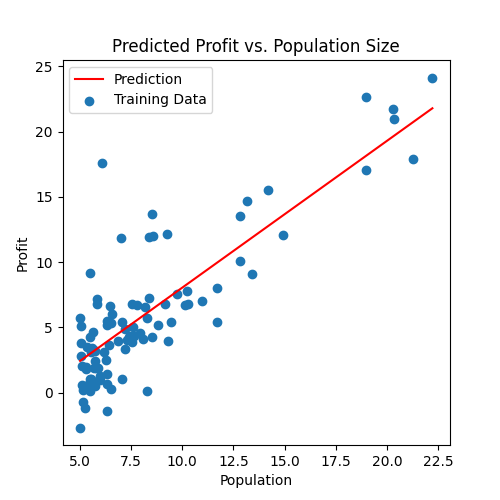 Predicted Profit vs. Population Size
Prediction
Training Data
25
20
15
10
5
0
Profit
5.0 7.5 10.0 12.5 15.0 17.5 20.0 22.5
Population